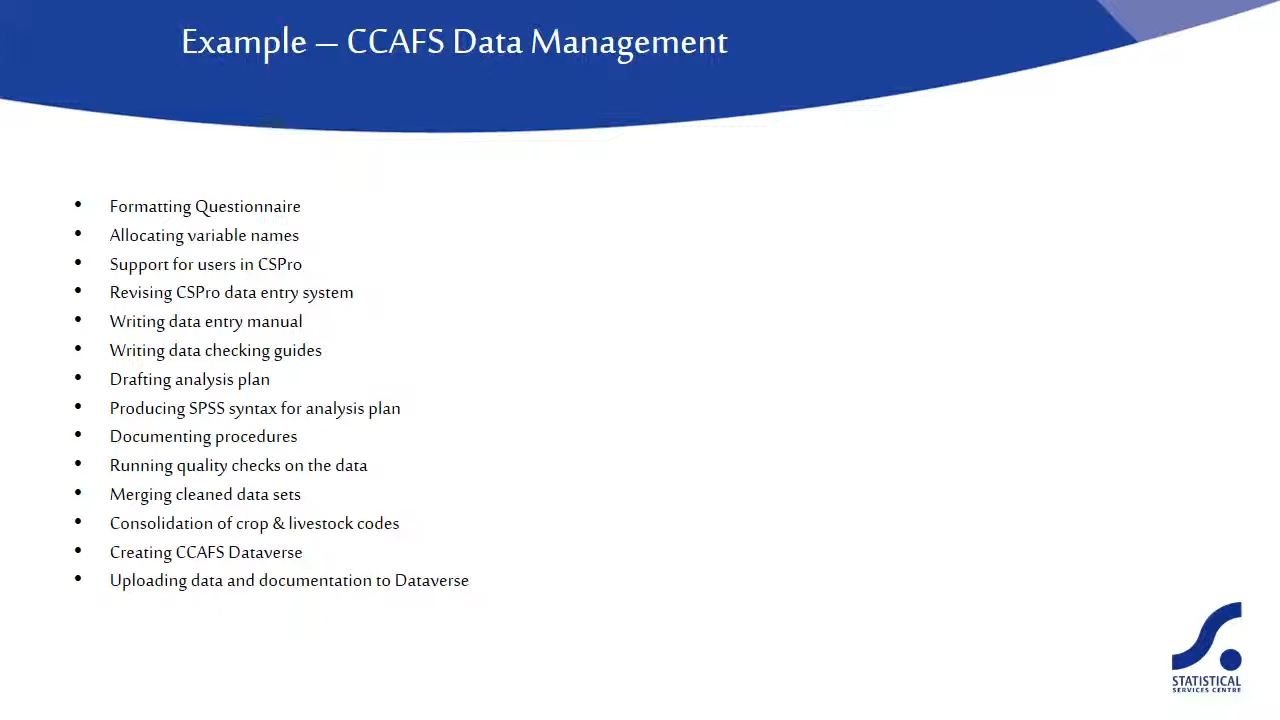 Example – CCAFS Data Management
• Formatting Questionnaire
• Allocating variable names
• Support for users in CSPro
• Revising CSPro data entry system
• Writing data entry manual
• Writing data checking guides
• Drafting analysis plan
• Producing SPSS syntax for analysis plan
• Documenting procedures
• Running quality checks on the data
• Merging cleaned data sets
• Consolidation of crop & livestock codes
• Creating CCAFS Dataverse
• Uploading data and documentation to Dataverse
STATISTICAL
SERVICES CENTRE